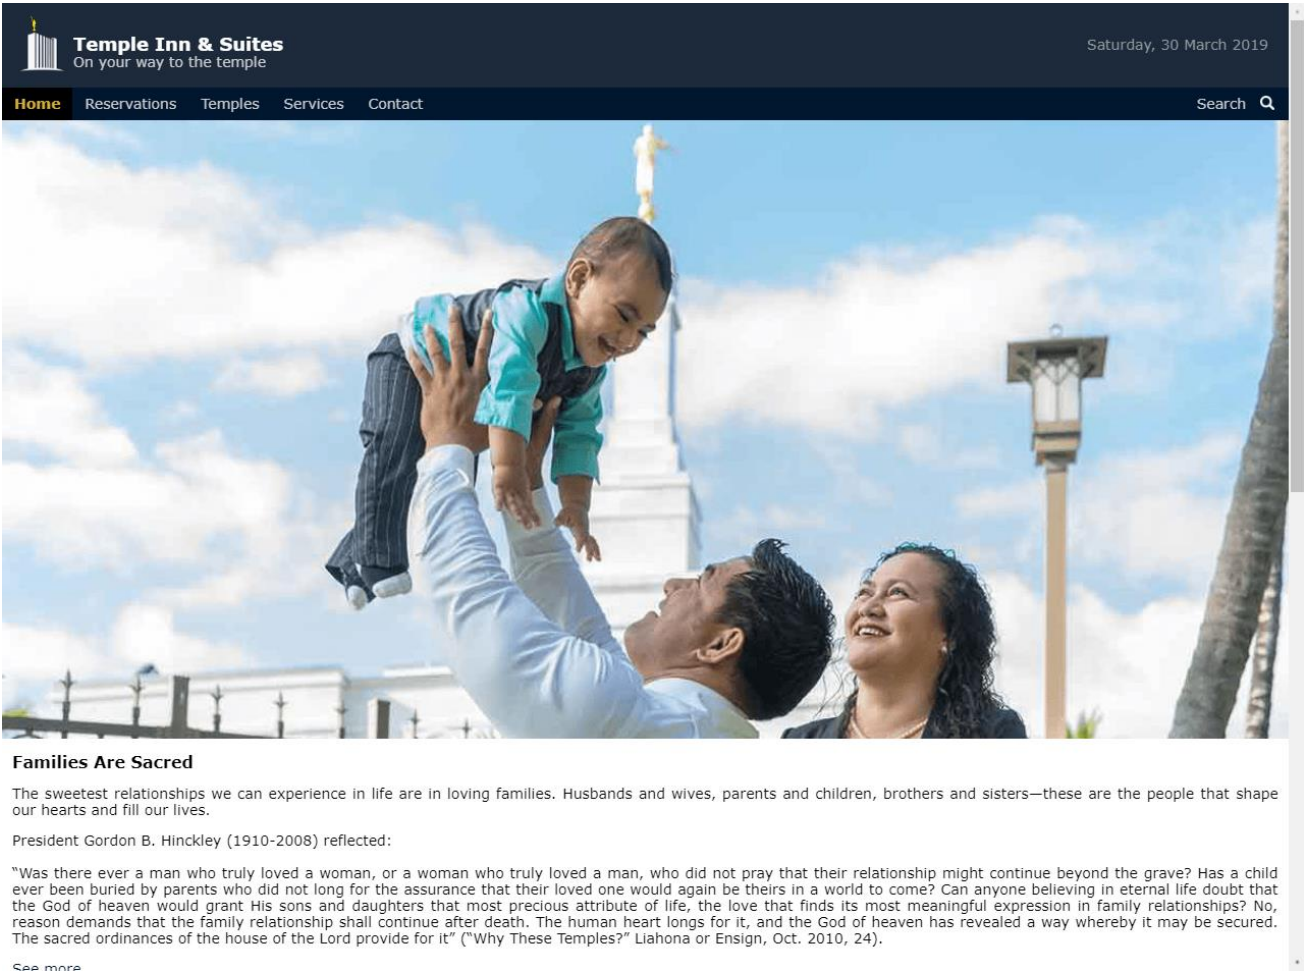 Temple Inn & Suites
On your way to the temple
Saturday, 30 March 2019
Home Reservations Temples Services Contact Search
Families Are Sacred
The sweetest relationships we can experience in life are in loving families. Husbands and wives, parents and children, brothers and sisters—these are the people that shape
our hearts and fill our lives.
President Gordon B. Hinckley (1910-2008) reflected:
“Was there ever a man who truly loved a woman, or a woman who truly loved a man, who did not pray that their relationship might continue beyond the grave? Has a child
ever been buried by parents who did not long for the assurance that their loved one would again be theirs in a world to come? Can anyone believing in eternal life doubt that
the God of heaven would grant His sons and daughters that most precious attribute of life, the love that finds its most meaningful expression in family relationships? No,
reason demands that the family relationship shall continue after death. The human heart longs for it, and the God of heaven has revealed a way whereby it may be secured.
The sacred ordinances of the house of the Lord provide for it” (“Why These Temples?” Liahona or Ensign, Oct. 2010, 24).
See more